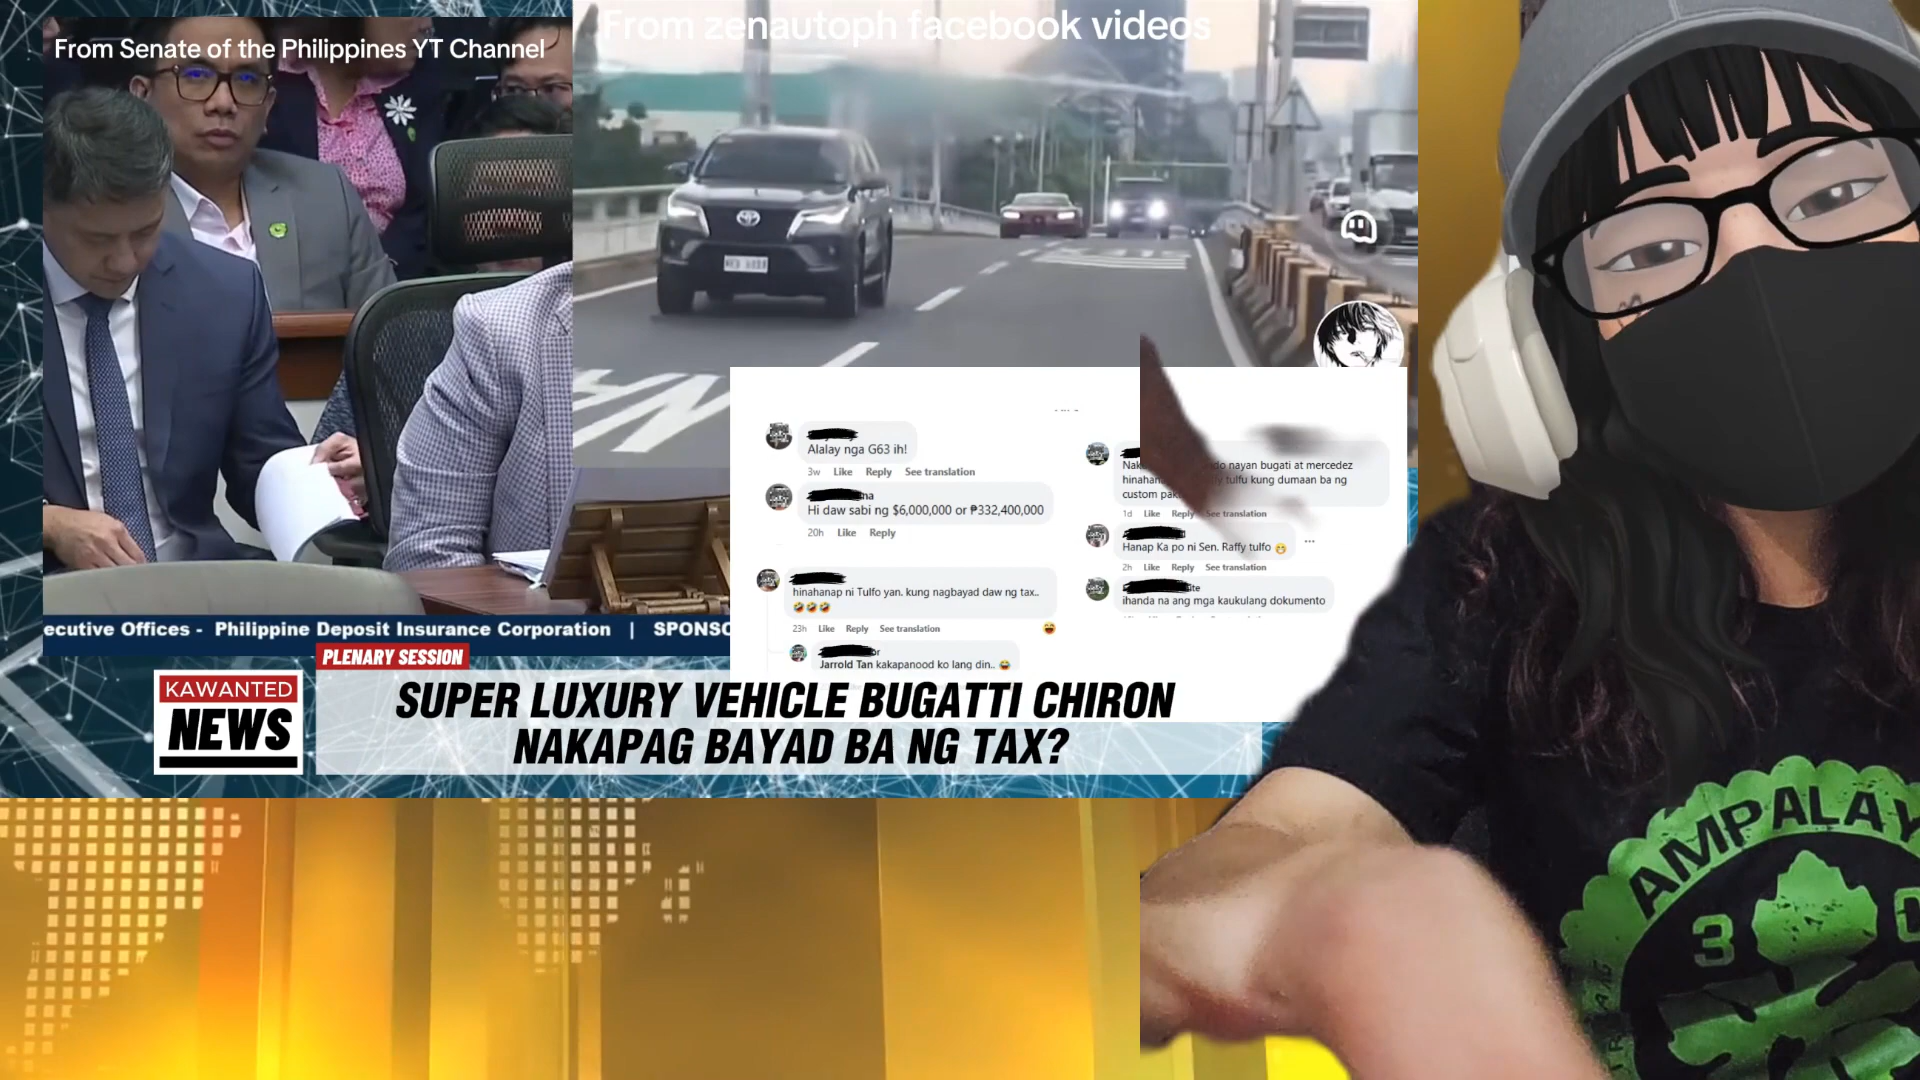 From Senate of the Philippines YT Channel
From zenautoph facebook videos
Alalay nga G63 ih!
3w Like Reply See translation
na
Hi daw sabi ng $6,000,000 or ₱332,400,000
20h Like Reply
hinahanap ni Tulfo yan. kung nagbayad daw ng tax..
🤣🤣🤣
23h Like Reply See translation
or
Jarrold Tan kakapanood ko lang din.. 😂
nayan bugati at mercedez
tulfu kung dumaan ba ng
custom
1d Like Reply See translation
Hanap Ka po ni Sen. Raffy tulfo 😁
2h Like Reply See translation
ite
ihanda na ang mga kaukulang dokumento
ecutive Offices - Philippine Deposit Insurance Corporation | SPONSO
PLENARY SESSION
KAWANTED
NEWS
SUPER LUXURY VEHICLE BUGATTI CHIRON
NAKAPAG BAYAD BA NG TAX?
AMPALAY
3